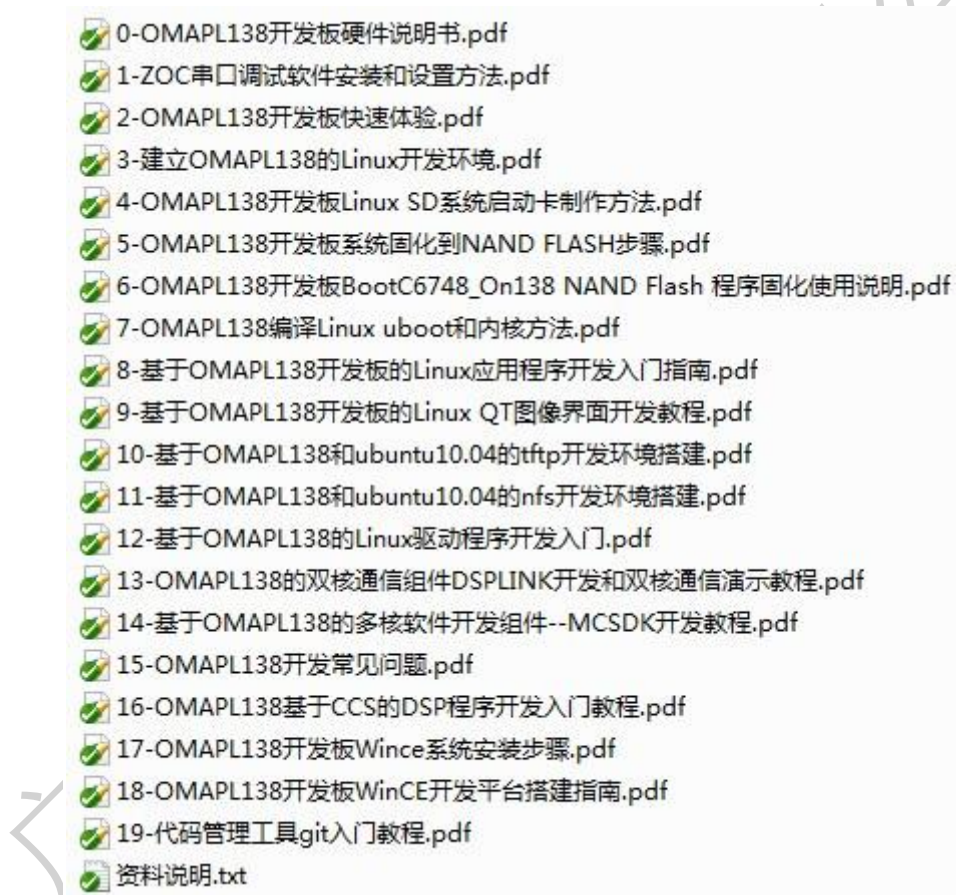 0-OMAPL138开发板硬件说明书.pdf
1-ZOC串口调试软件安装和设置方法.pdf
2-OMAPL138开发板快速体验.pdf
3-建立OMAPL138的Linux开发环境.pdf
4-OMAPL138开发板Linux SD系统启动卡制作方法.pdf
5-OMAPL138开发板系统固化到NAND FLASH步骤.pdf
6-OMAPL138开发板BootC6748_On138 NAND Flash 程序固化使用说明.pdf
7-OMAPL138编译Linux uboot和内核方法.pdf
8-基于OMAPL138开发板的Linux应用程序开发入门指南.pdf
9-基于OMAPL138开发板的Linux QT图像界面开发教程.pdf
10-基于OMAPL138和ubuntu10.04的tftp开发环境搭建.pdf
11-基于OMAPL138和ubuntu10.04的nfs开发环境搭建.pdf
12-基于OMAPL138的Linux驱动程序开发入门.pdf
13-OMAPL138的双核通信组件DSPLINK开发和双核通信演示教程.pdf
14-基于OMAPL138的多核软件开发组件--MCSDK开发教程.pdf
15-OMAPL138开发常见问题.pdf
16-OMAPL138基于CCS的DSP程序开发入门教程.pdf
17-OMAPL138开发板Wince系统安装步骤.pdf
18-OMAPL138开发板WinCE开发平台搭建指南.pdf
19-代码管理工具git入门教程.pdf
资料说明.txt